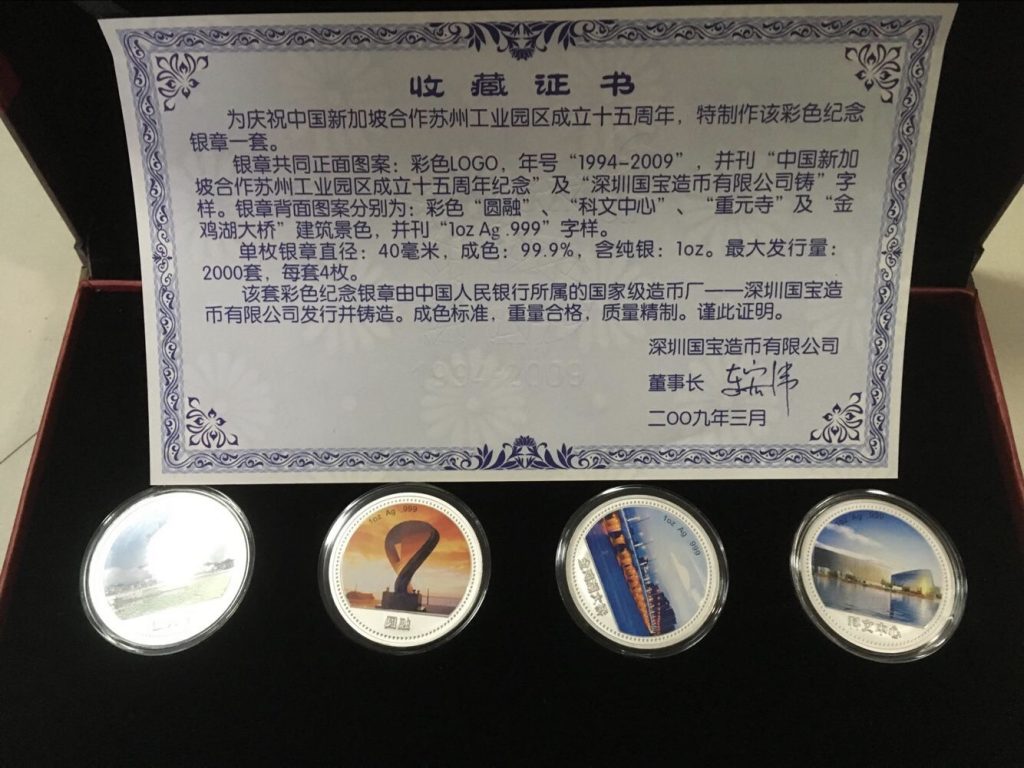 收藏证书
为庆祝中国新加坡合作苏州工业园区成立十五周年，特制作该彩色纪念
银章一套。
银章共同正面图案：彩色LOGO，年号“1994-2009”，并刊“中国新加
坡合作苏州工业园区成立十五周年纪念”及“深圳国宝造币有限公司铸”字
样。银章背面图案分别为：彩色“圆融”、“科文中心”、“重元寺”及“金
鸡湖大桥”建筑景色，并刊“1oz Ag .999”字样。
单枚银章直径：40毫米，成色：99.9%，含纯银：1oz。最大发行量：
2000套，每套4枚。
该套彩色纪念银章由中国人民银行所属的国家级造币厂——深圳国宝造
币有限公司发行并铸造。成色标准，重量合格，质量精制。谨此证明。
1994-2009
深圳国宝造币有限公司
董事长
二〇〇九年三月
1oz Ag .999
圆融
1oz Ag .999
金鸡湖大桥
1oz Ag .999
科文中心